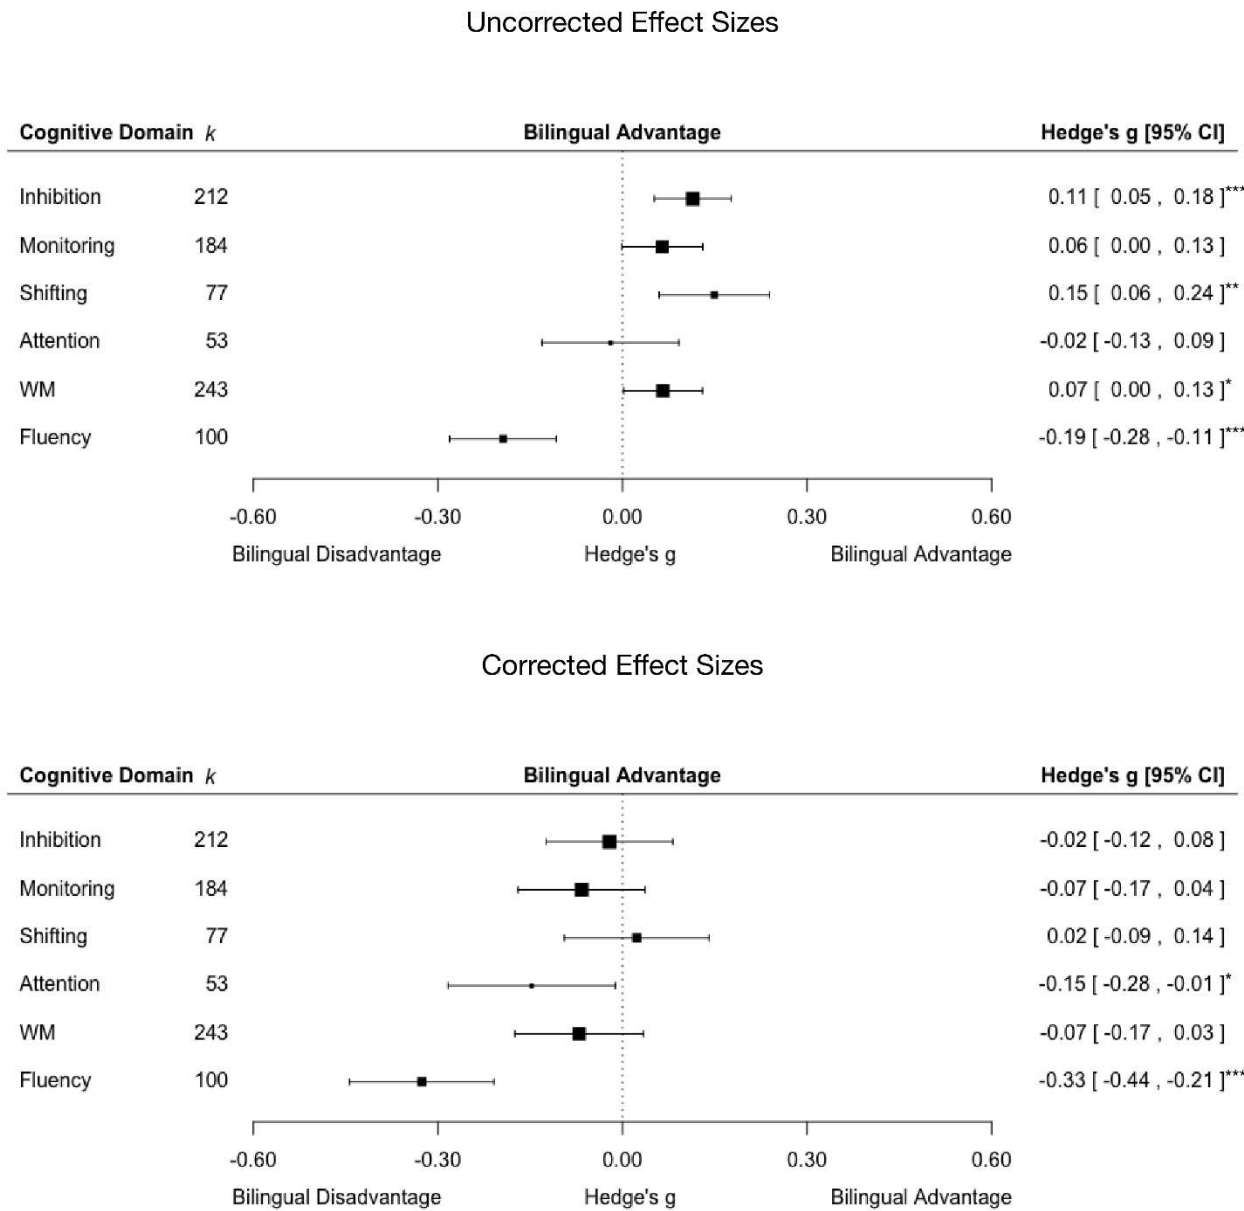 Uncorrected Effect Sizes
Cognitive Domain k Bilingual Advantage Hedge's g [95% CI]
Inhibition 212 0.11 [ 0.05 , 0.18 ]***
Monitoring 184 0.06 [ 0.00 , 0.13 ]
Shifting 77 0.15 [ 0.06 , 0.24 ]**
Attention 53 -0.02 [ -0.13 , 0.09 ]
WM 243 0.07 [ 0.00 , 0.13 ]*
Fluency 100 -0.19 [ -0.28 , -0.11 ]***
-0.60 -0.30 0.00 0.30 0.60
Bilingual Disadvantage Hedge's g Bilingual Advantage
Corrected Effect Sizes
Cognitive Domain k Bilingual Advantage Hedge's g [95% CI]
Inhibition 212 -0.02 [ -0.12 , 0.08 ]
Monitoring 184 -0.07 [ -0.17 , 0.04 ]
Shifting 77 0.02 [ -0.09 , 0.14 ]
Attention 53 -0.15 [ -0.28 , -0.01 ]*
WM 243 -0.07 [ -0.17 , 0.03 ]
Fluency 100 -0.33 [ -0.44 , -0.21 ]***
-0.60 -0.30 0.00 0.30 0.60
Bilingual Disadvantage Hedge's g Bilingual Advantage